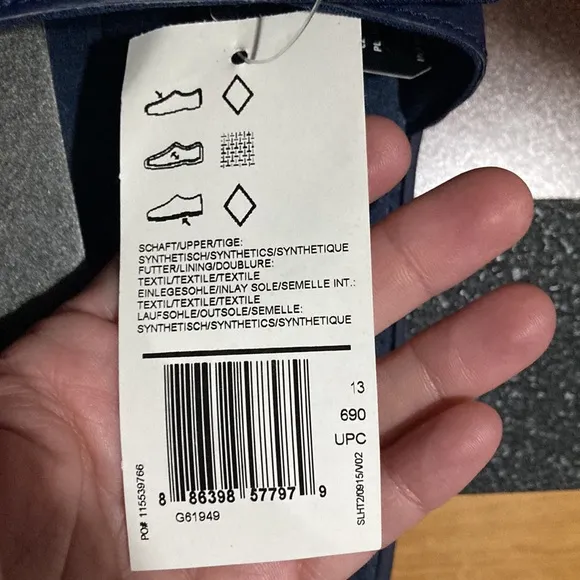 SCHAFT/UPPER/TIGE:
SYNTHETISCH/SYNTHETICS/SYNTHETIQUE
FUTTER/LINING/DOUBLURE:
TEXTIL/TEXTILE/TEXTILE
EINLEGESOHLE/INLAY SOLE/SEMELLE INT.:
TEXTIL/TEXTILE/TEXTILE
LAUFSOHLE/OUTSOLE/SEMELLE:
SYNTHETISCH/SYNTHETICS/SYNTHETIQUE
13
690
UPC
8 86398 57797 9
G61949
PO# 115539766
SLHT2/0915/V02